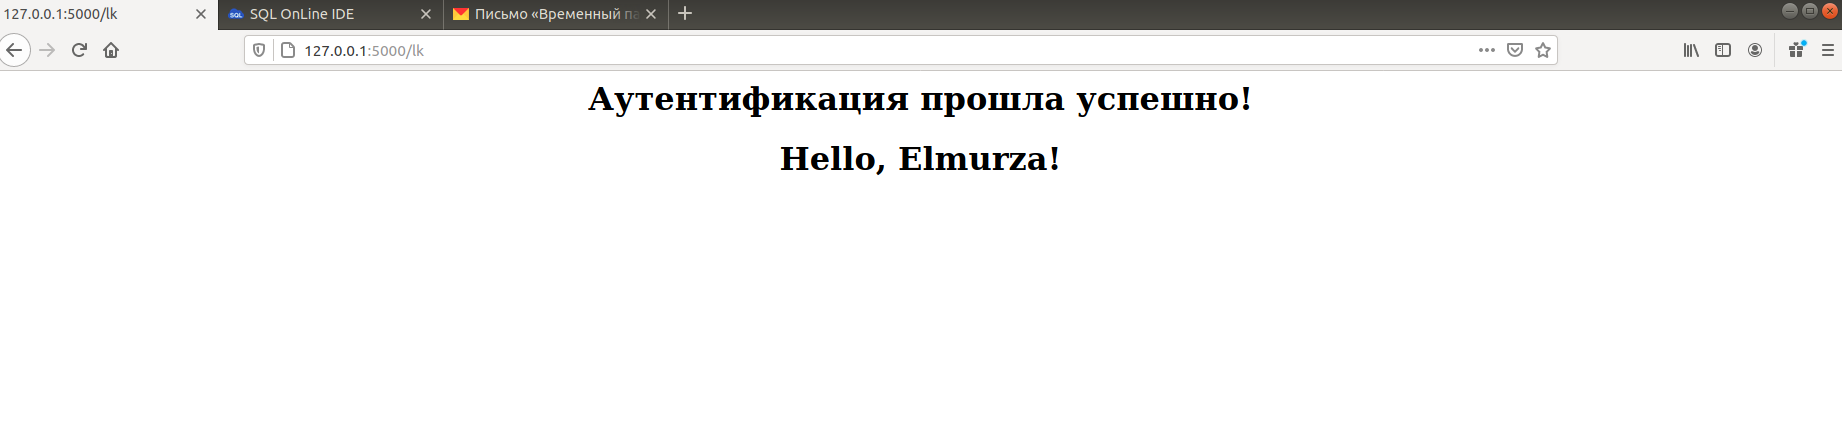 127.0.0.1:5000/lk
SQL OnLine IDE
Письмо «Временный па
127.0.0.1:5000/lk
Аутентификация прошла успешно!
Hello, Elmurza!